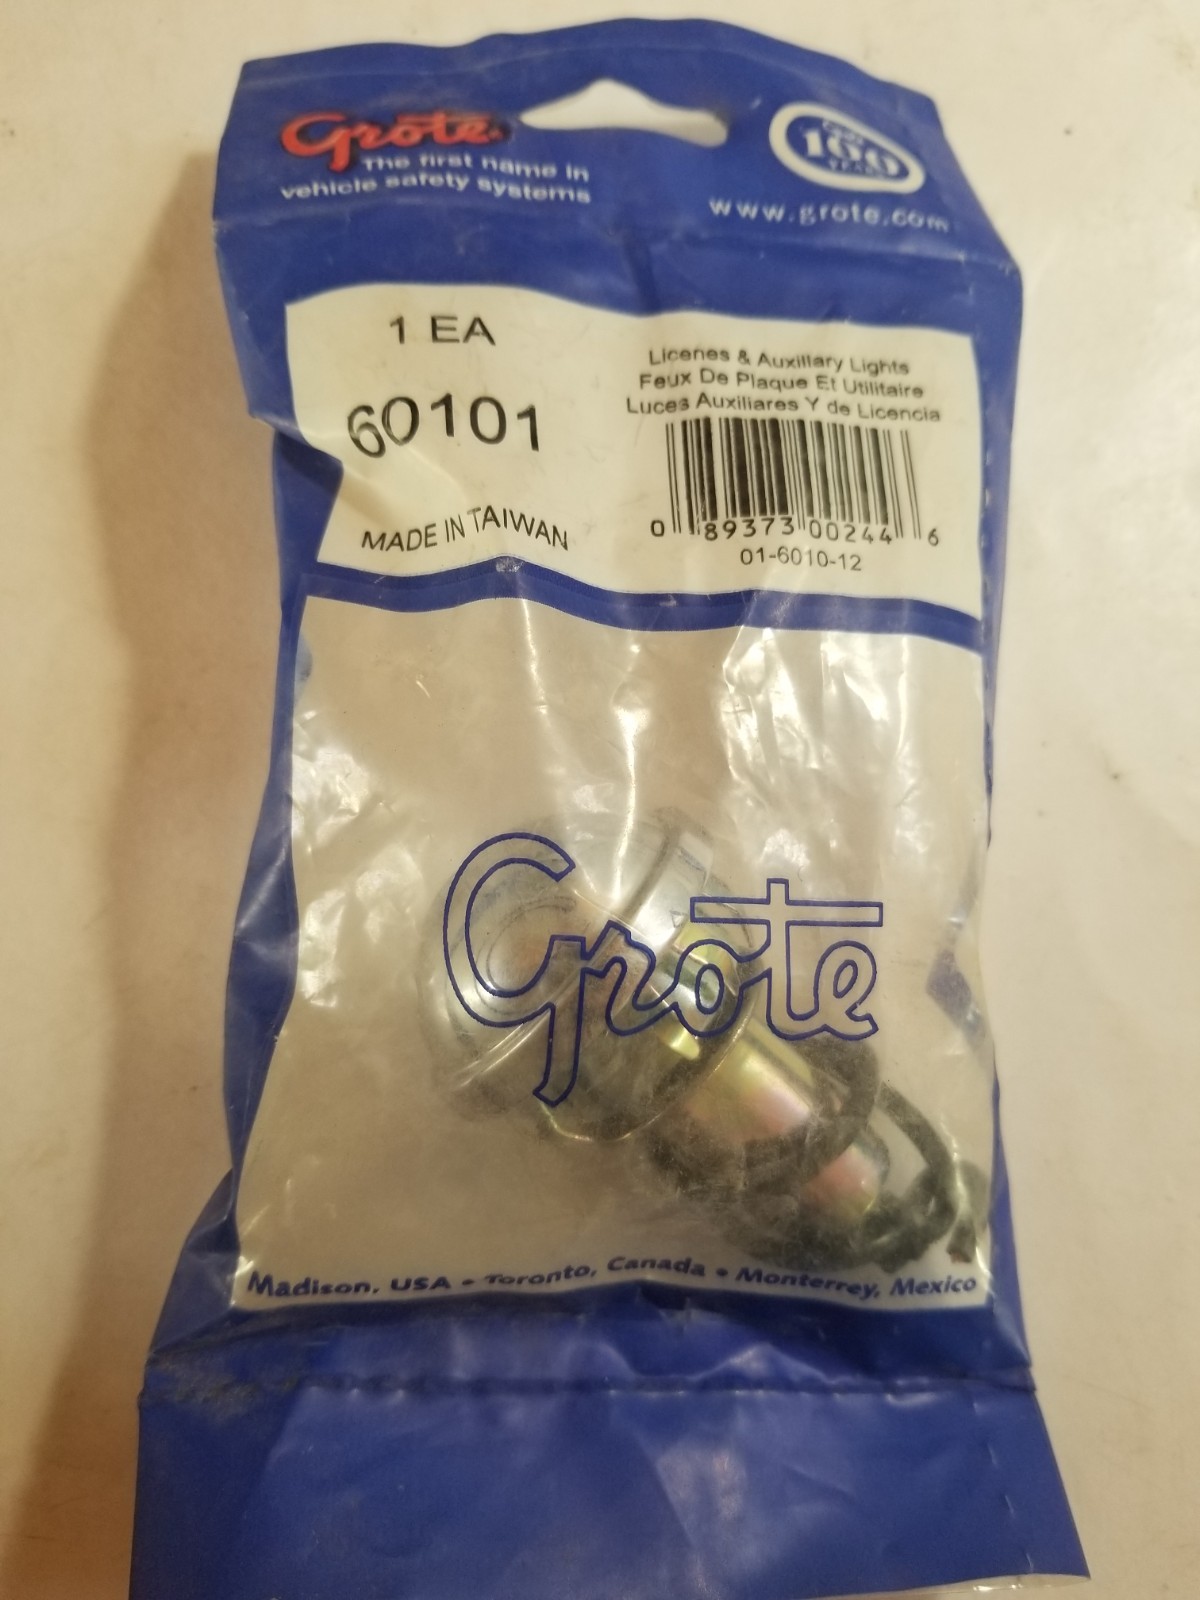 Grote
The first name in
vehicle safety systems
100
www.grote.com
1 EA
60101
MADE IN TAIWAN
Licenes & Auxillary Lights
Feux De Plaque Et Utilitaire
Luces Auxiliares Y de Licencia
0 89373 00244 6
01-6010-12
Grote
Madison, USA • Toronto, Canada • Monterrey, Mexico